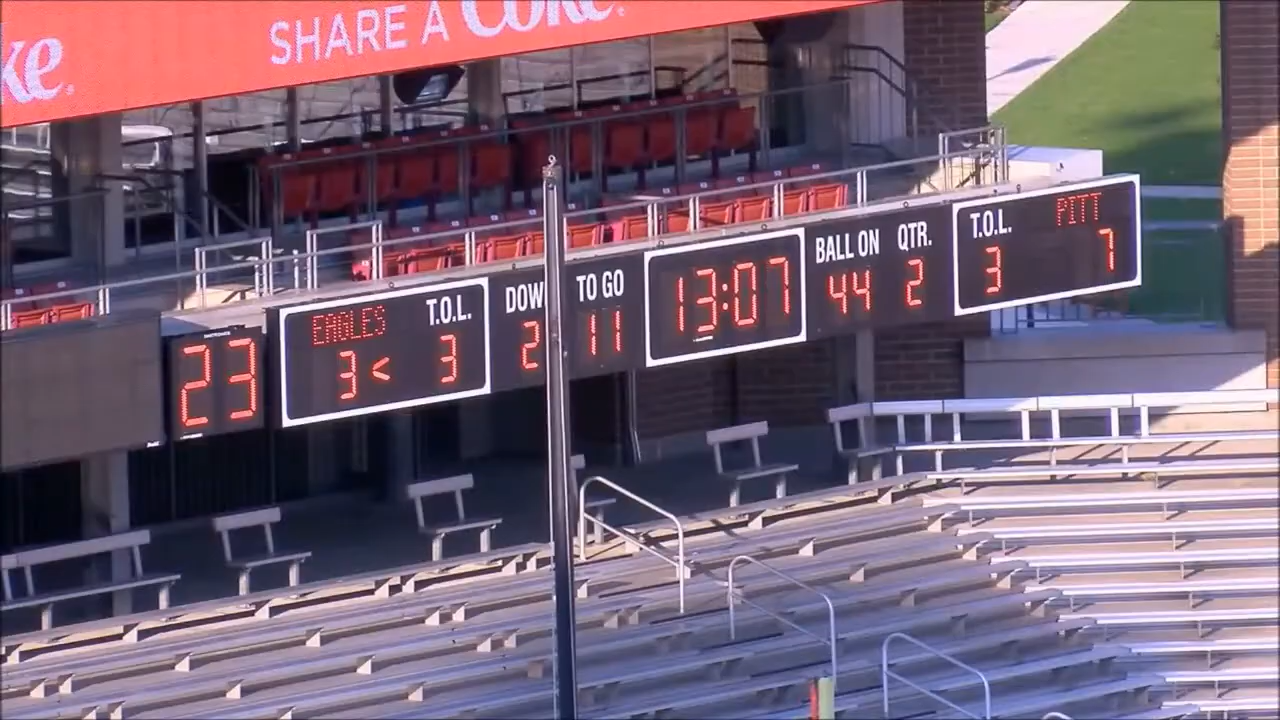 ke
SHARE A Coke
23
EAGLES T.O.L.
3 < 3
DOWN TO GO
2 11
13:07
BALL ON QTR.
44 2
T.O.L. PITT
3 7